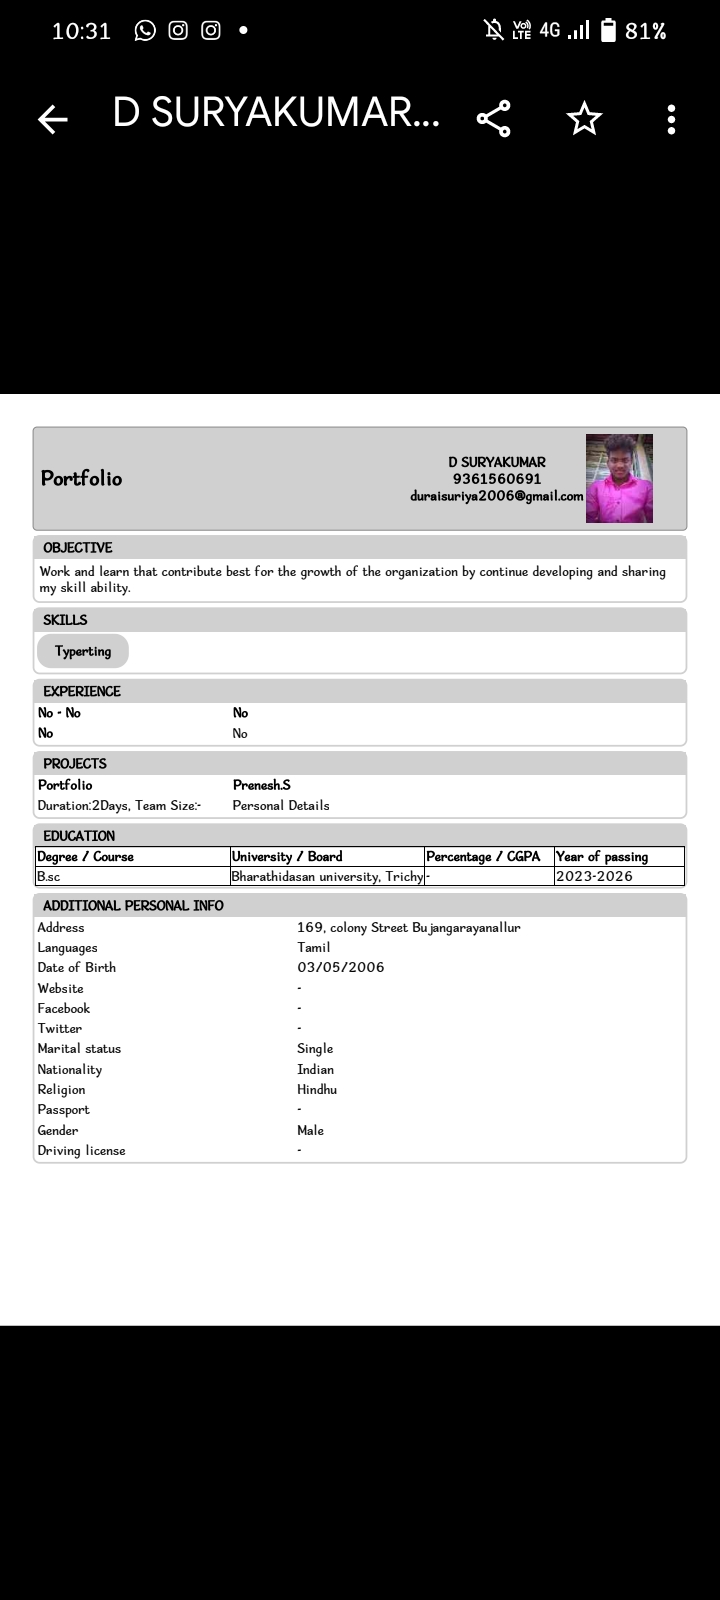 10:31 VoLTE 4G 81%
D SURYAKUMAR...
Portfolio
D SURYAKUMAR
9361560691
duraisuriya2006@gmail.com
OBJECTIVE
Work and learn that contribute best for the growth of the organization by continue developing and sharing
my skill ability.
SKILLS
Typerting
EXPERIENCE
No - No No
No No
PROJECTS
Portfolio Prenesh.S
Duration:2Days, Team Size:- Personal Details
EDUCATION
Degree / Course University / Board Percentage / CGPA Year of passing
B.sc Bharathidasan university, Trichy - 2023-2026
ADDITIONAL PERSONAL INFO
Address 169, colony Street Bujangarayanallur
Languages Tamil
Date of Birth 03/05/2006
Website -
Facebook -
Twitter -
Marital status Single
Nationality Indian
Religion Hindhu
Passport -
Gender Male
Driving license -